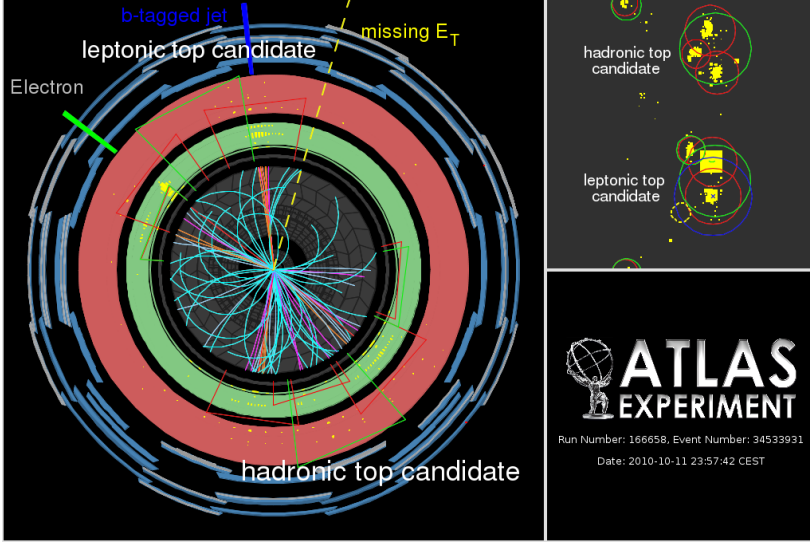 b-tagged jet
leptonic top candidate
missing E_T
Electron
hadronic top candidate
hadronic top
candidate
leptonic top
candidate
ATLAS
EXPERIMENT
Run Number: 166658, Event Number: 34533931
Date: 2010-10-11 23:57:42 CEST